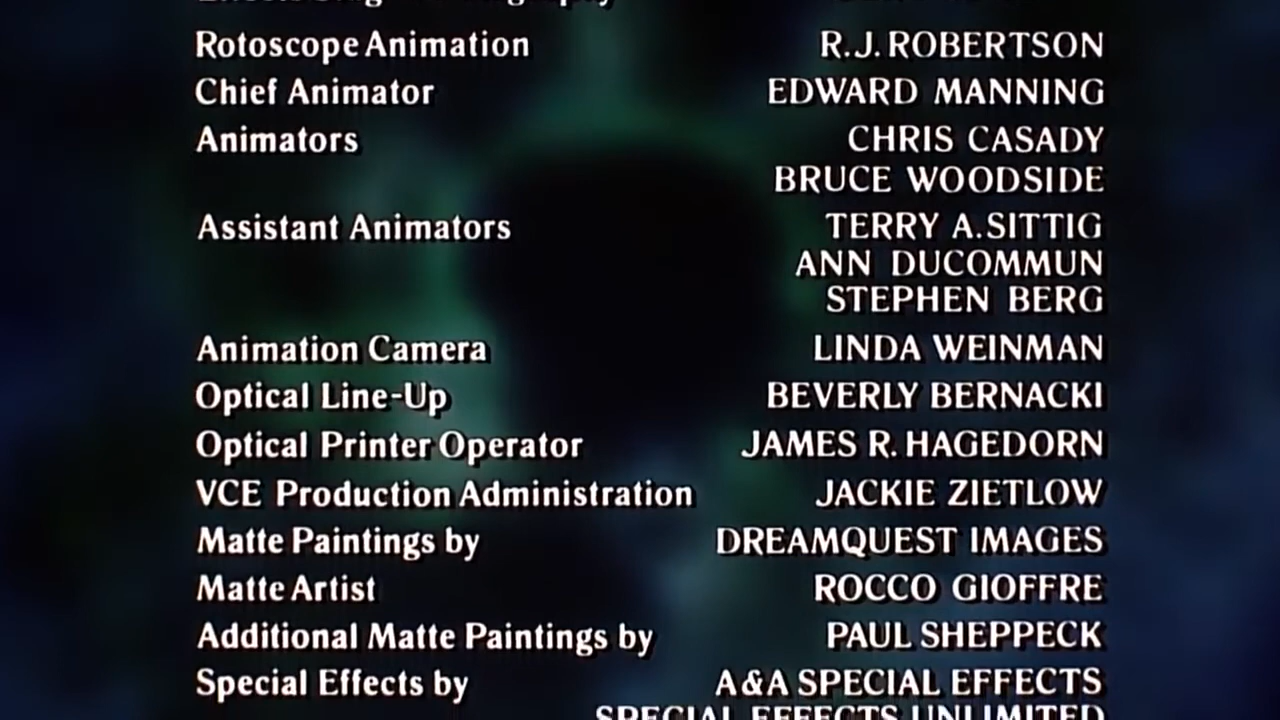 Rotoscope Animation R.J. ROBERTSON
Chief Animator EDWARD MANNING
Animators CHRIS CASADY
BRUCE WOODSIDE
Assistant Animators TERRY A. SITTIG
ANN DUCOMMUN
STEPHEN BERG
Animation Camera LINDA WEINMAN
Optical Line-Up BEVERLY BERNACKI
Optical Printer Operator JAMES R. HAGEDORN
VCE Production Administration JACKIE ZIETLOW
Matte Paintings by DREAMQUEST IMAGES
Matte Artist ROCCO GIOFFRE
Additional Matte Paintings by PAUL SHEPPECK
Special Effects by A&A SPECIAL EFFECTS
SPECIAL EFFECTS UNLIMITED